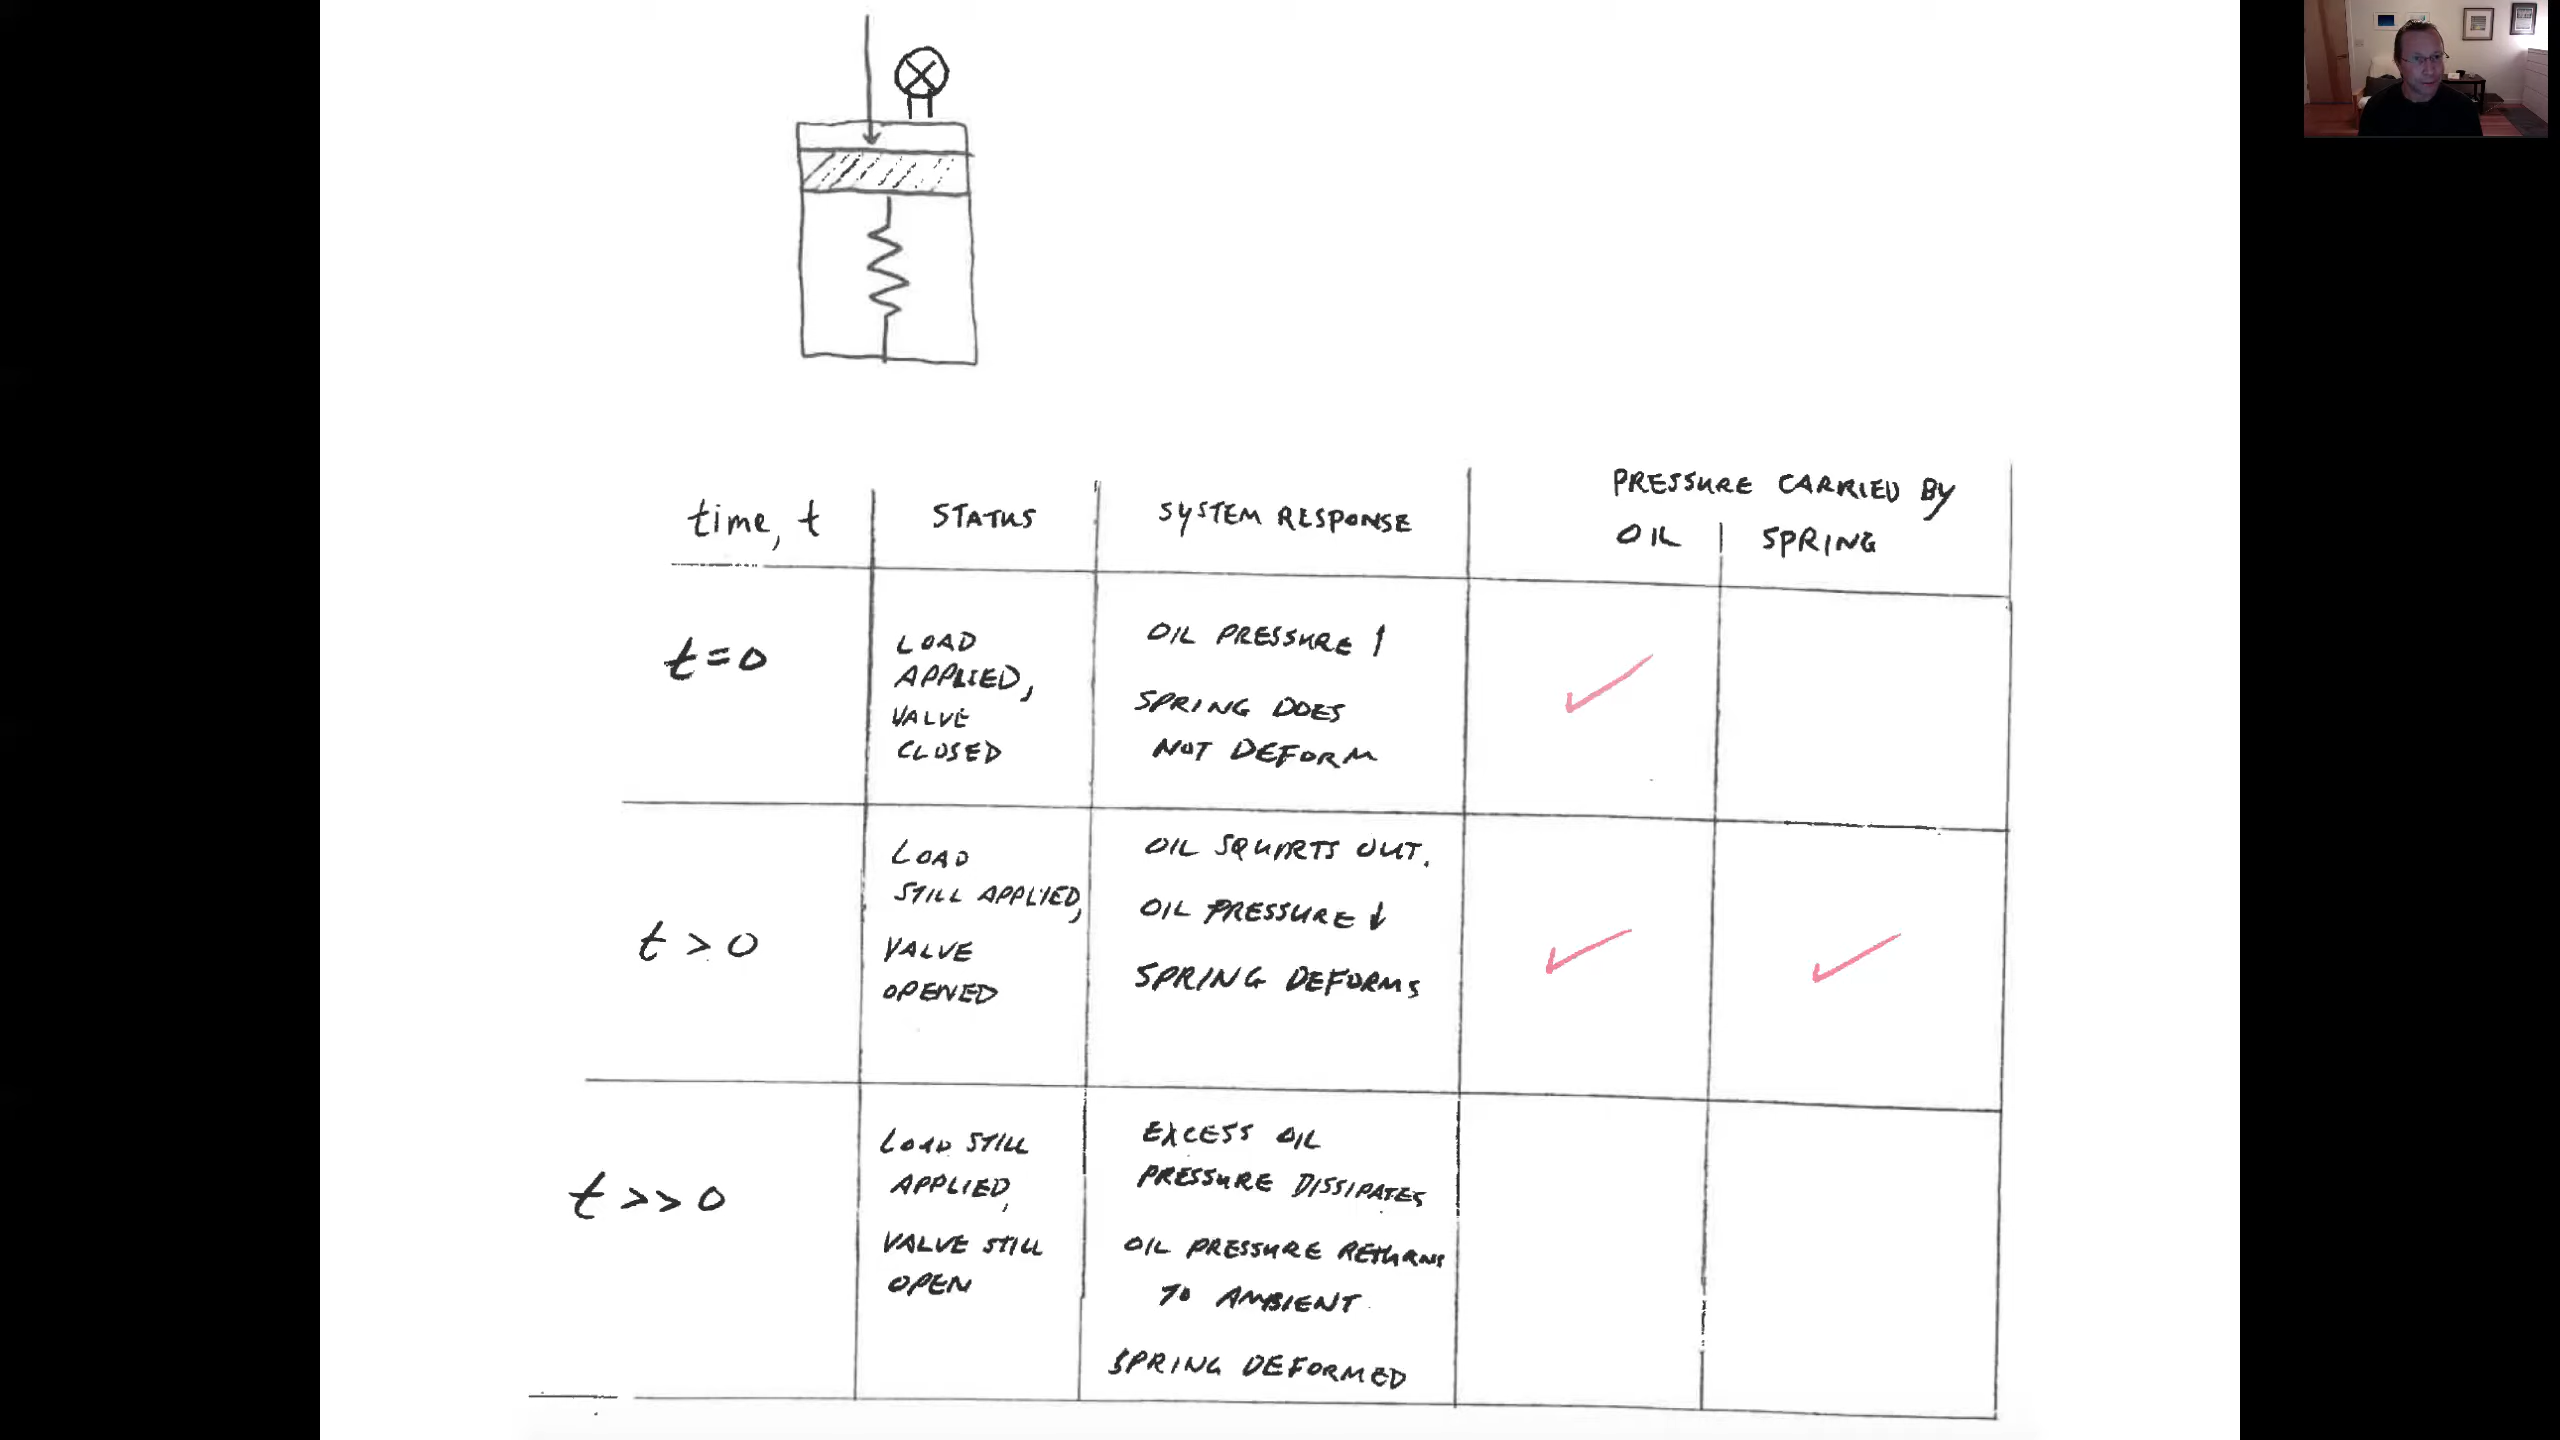 time, t
STATUS
SYSTEM RESPONSE
PRESSURE CARRIED BY
OIL
SPRING
t=0
LOAD
APPLIED,
VALVE
CLOSED
OIL PRESSURE ↑
SPRING DOES
NOT DEFORM
t > 0
LOAD
STILL APPLIED,
VALVE
OPENED
OIL SQUIRTS OUT.
OIL PRESSURE ↓
SPRING DEFORMS
t >> 0
LOAD STILL
APPLIED,
VALVE STILL
OPEN
EXCESS OIL
PRESSURE DISSIPATES
OIL PRESSURE RETURNS
TO AMBIENT
SPRING DEFORMED